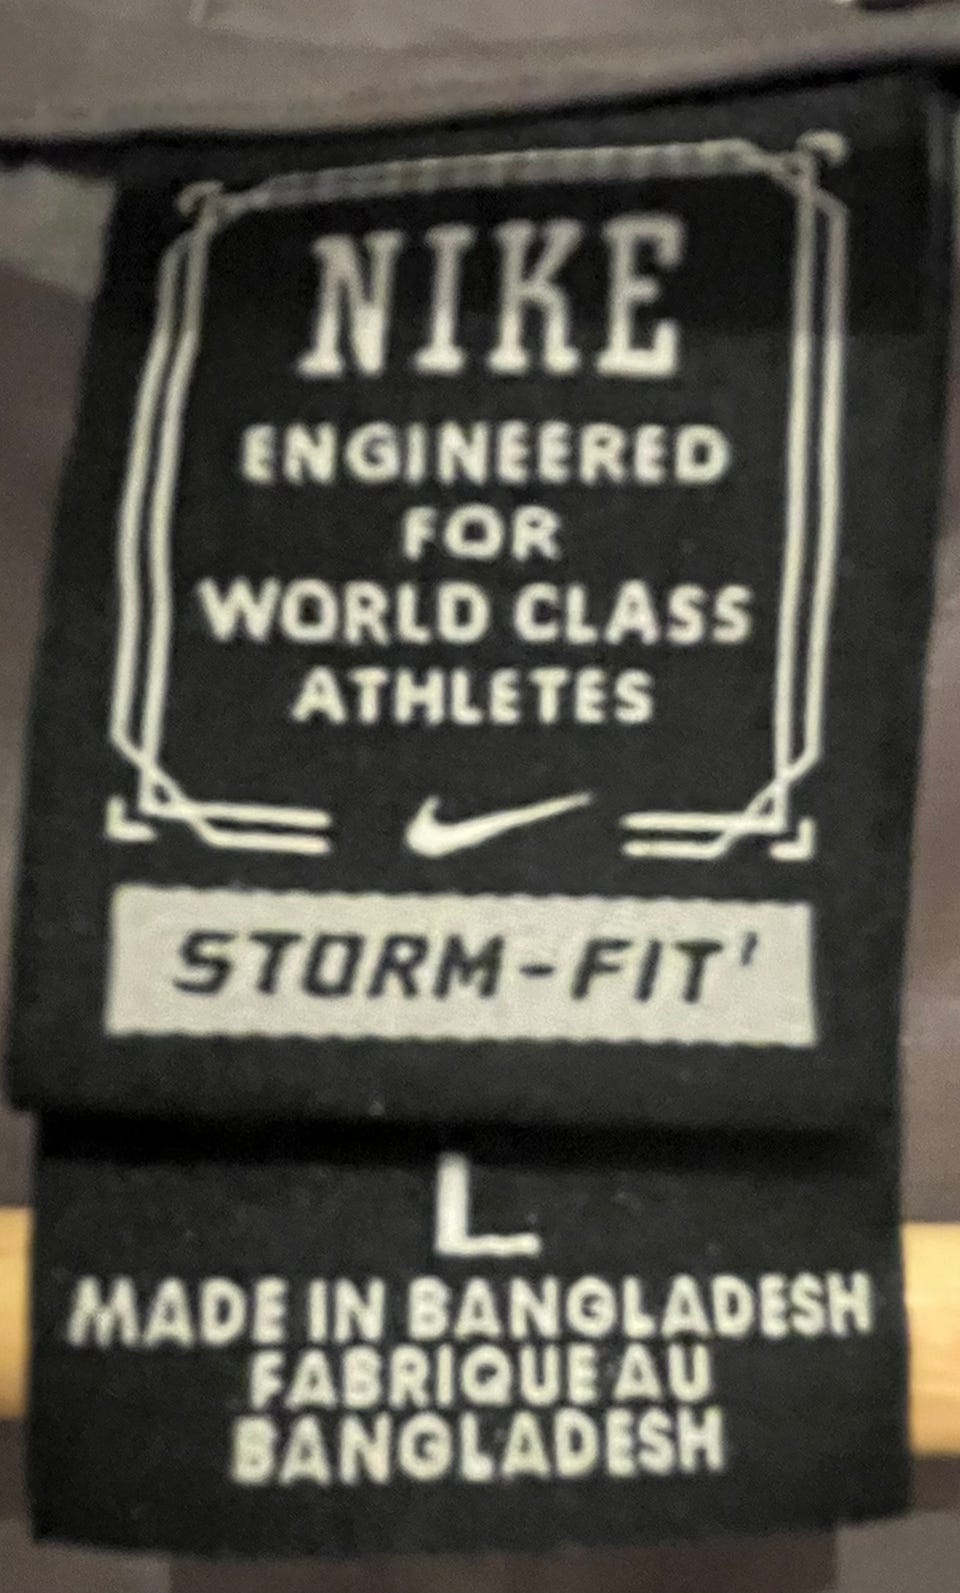 NIKE
ENGINEERED
FOR
WORLD CLASS
ATHLETES
STORM-FIT
L
MADE IN BANGLADESH
FABRIQUE AU
BANGLADESH